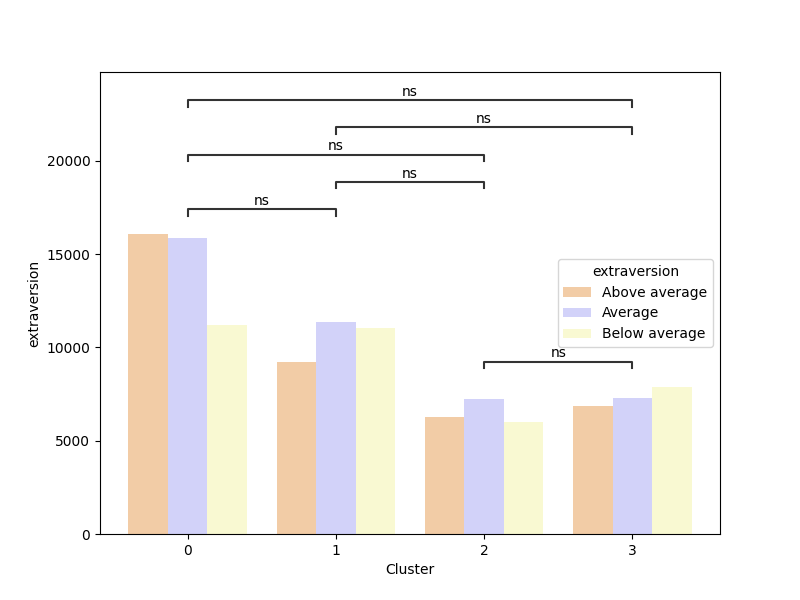 ns
ns
ns
ns
ns
ns
20000
15000
10000
5000
0
extraversion
extraversion
Above average
Average
Below average
0 1 2 3
Cluster